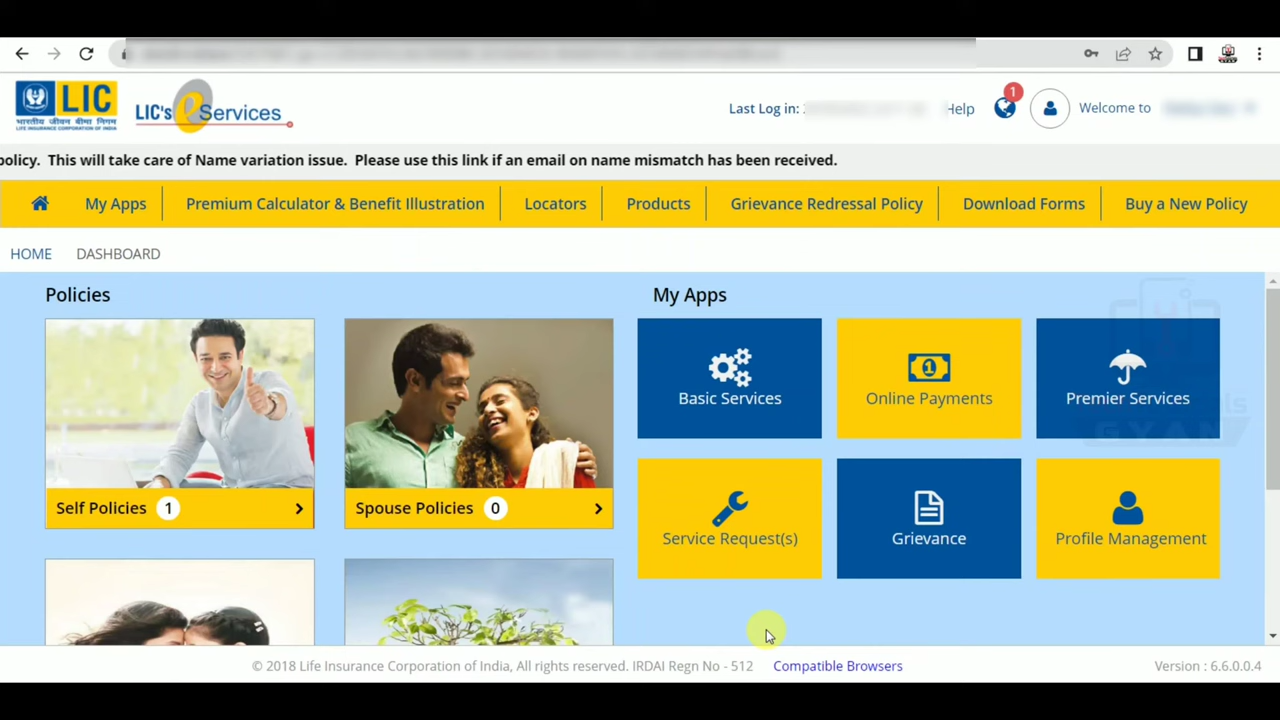 LIC
भारतीय जीवन बीमा निगम
LIFE INSURANCE CORPORATION OF INDIA
LIC's eServices
Last Log in:
Help
1
Welcome to
policy. This will take care of Name variation issue. Please use this link if an email on name mismatch has been received.
My Apps
Premium Calculator & Benefit Illustration
Locators
Products
Grievance Redressal Policy
Download Forms
Buy a New Policy
HOME DASHBOARD
Policies
Self Policies 1
Spouse Policies 0
My Apps
Basic Services
Online Payments
Premier Services
Service Request(s)
Grievance
Profile Management
GYAN
© 2018 Life Insurance Corporation of India, All rights reserved. IRDAI Regn No - 512
Compatible Browsers
Version : 6.6.0.0.4